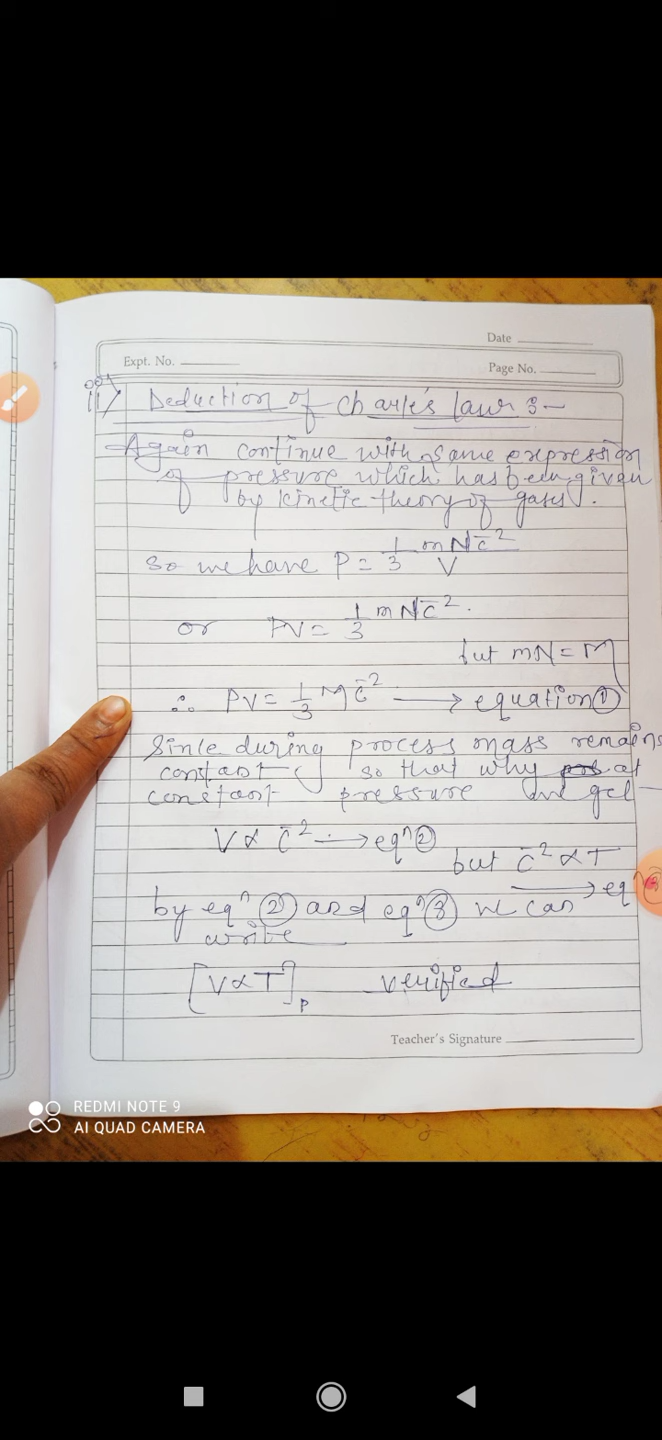 Date
Expt. No.
Page No.
ii) Deduction of Charle's law :-
Again continue with same expression
of pressure which has been given
by kinetic theory of gases.
so we have P = 1/3 mNc̄²/V
or PV = 1/3 mNc̄².
but mN = M
∴ PV = 1/3 Mc̄² → equation ①
Since during process mass remains
constant so that why at
constant pressure we get
V ∝ c̄² → eqⁿ ②
but c̄² ∝ T
→ eqⁿ ③
by eqⁿ ② and eqⁿ ③ we can
write
[V ∝ T]p verified
Teacher's Signature
REDMI NOTE 9
AI QUAD CAMERA